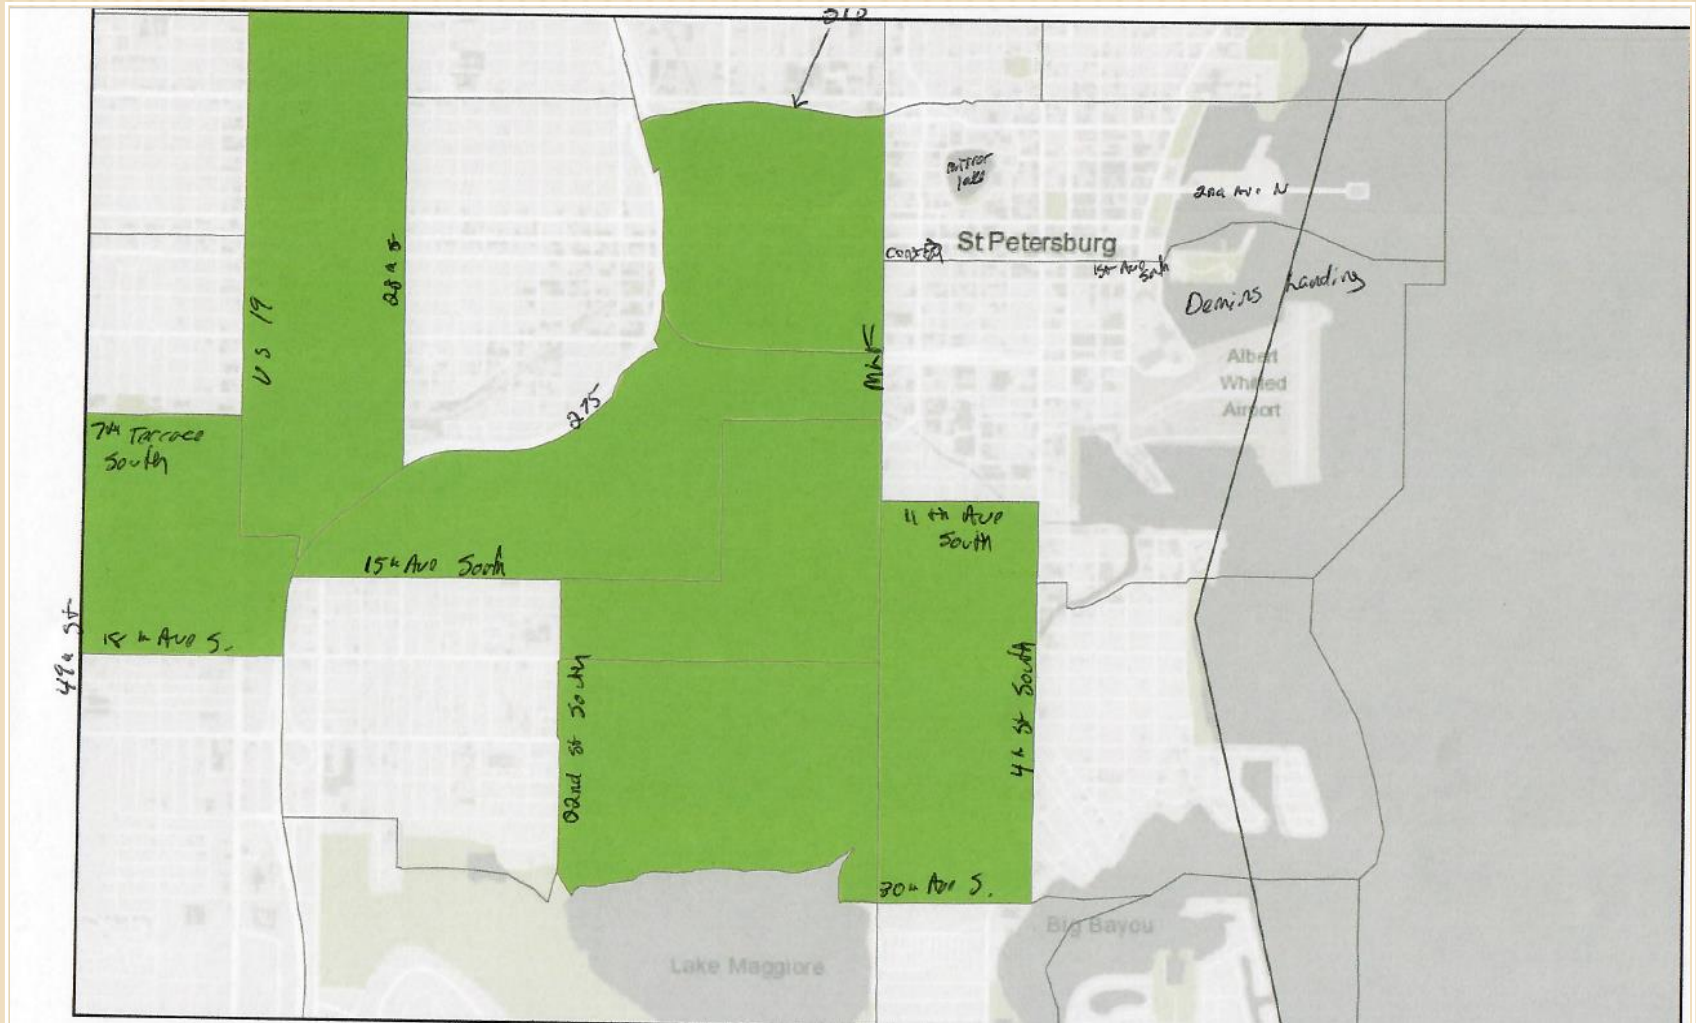 mirror
lake
2nd Ave N
St Petersburg
1st Ave South
Demins Landing
28th St
US 19
Albert
Whitted
Airport
MLK
275
7th Terrace
South
11th Ave
South
15th Ave South
18th Ave S.
49th St
22nd St South
4th St South
30th Ave S.
Big Bayou
Lake Maggiore